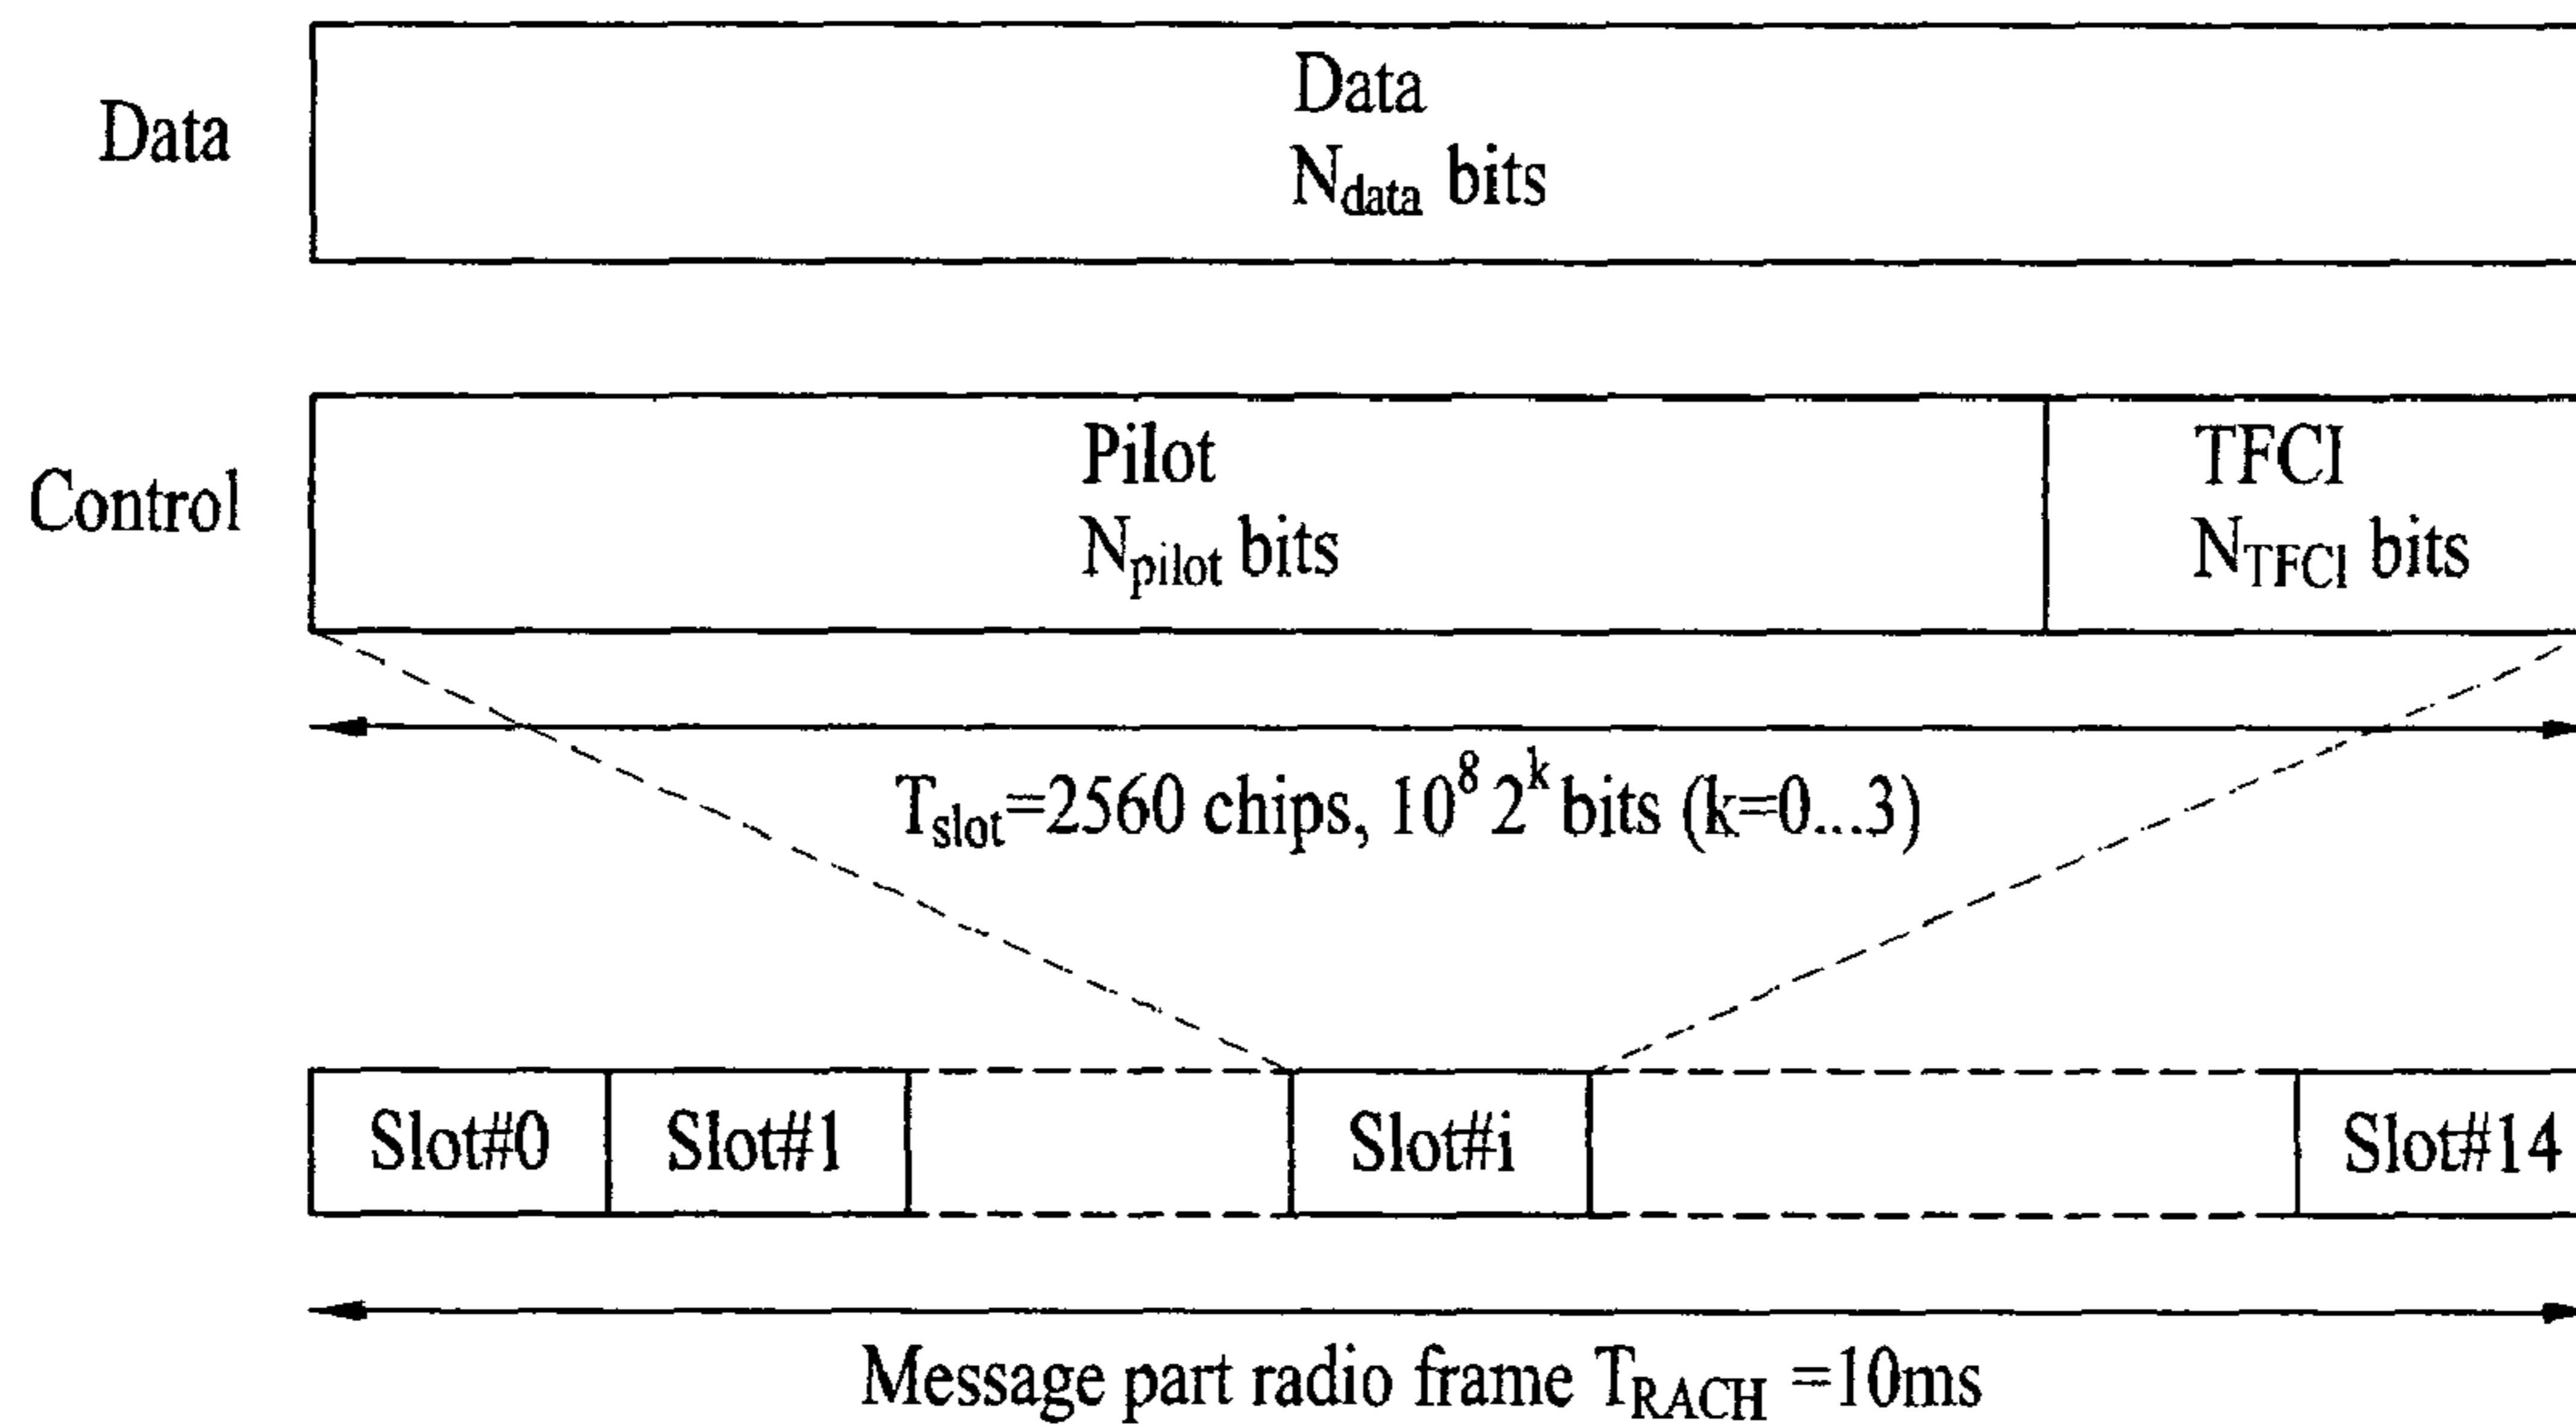 Data
Data
N_data bits
Control
Pilot
N_pilot bits
TFCI
N_TFCI bits
T_slot=2560 chips, 10^8 2^k bits (k=0...3)
Slot#0 Slot#1 Slot#i Slot#14
Message part radio frame T_RACH =10ms